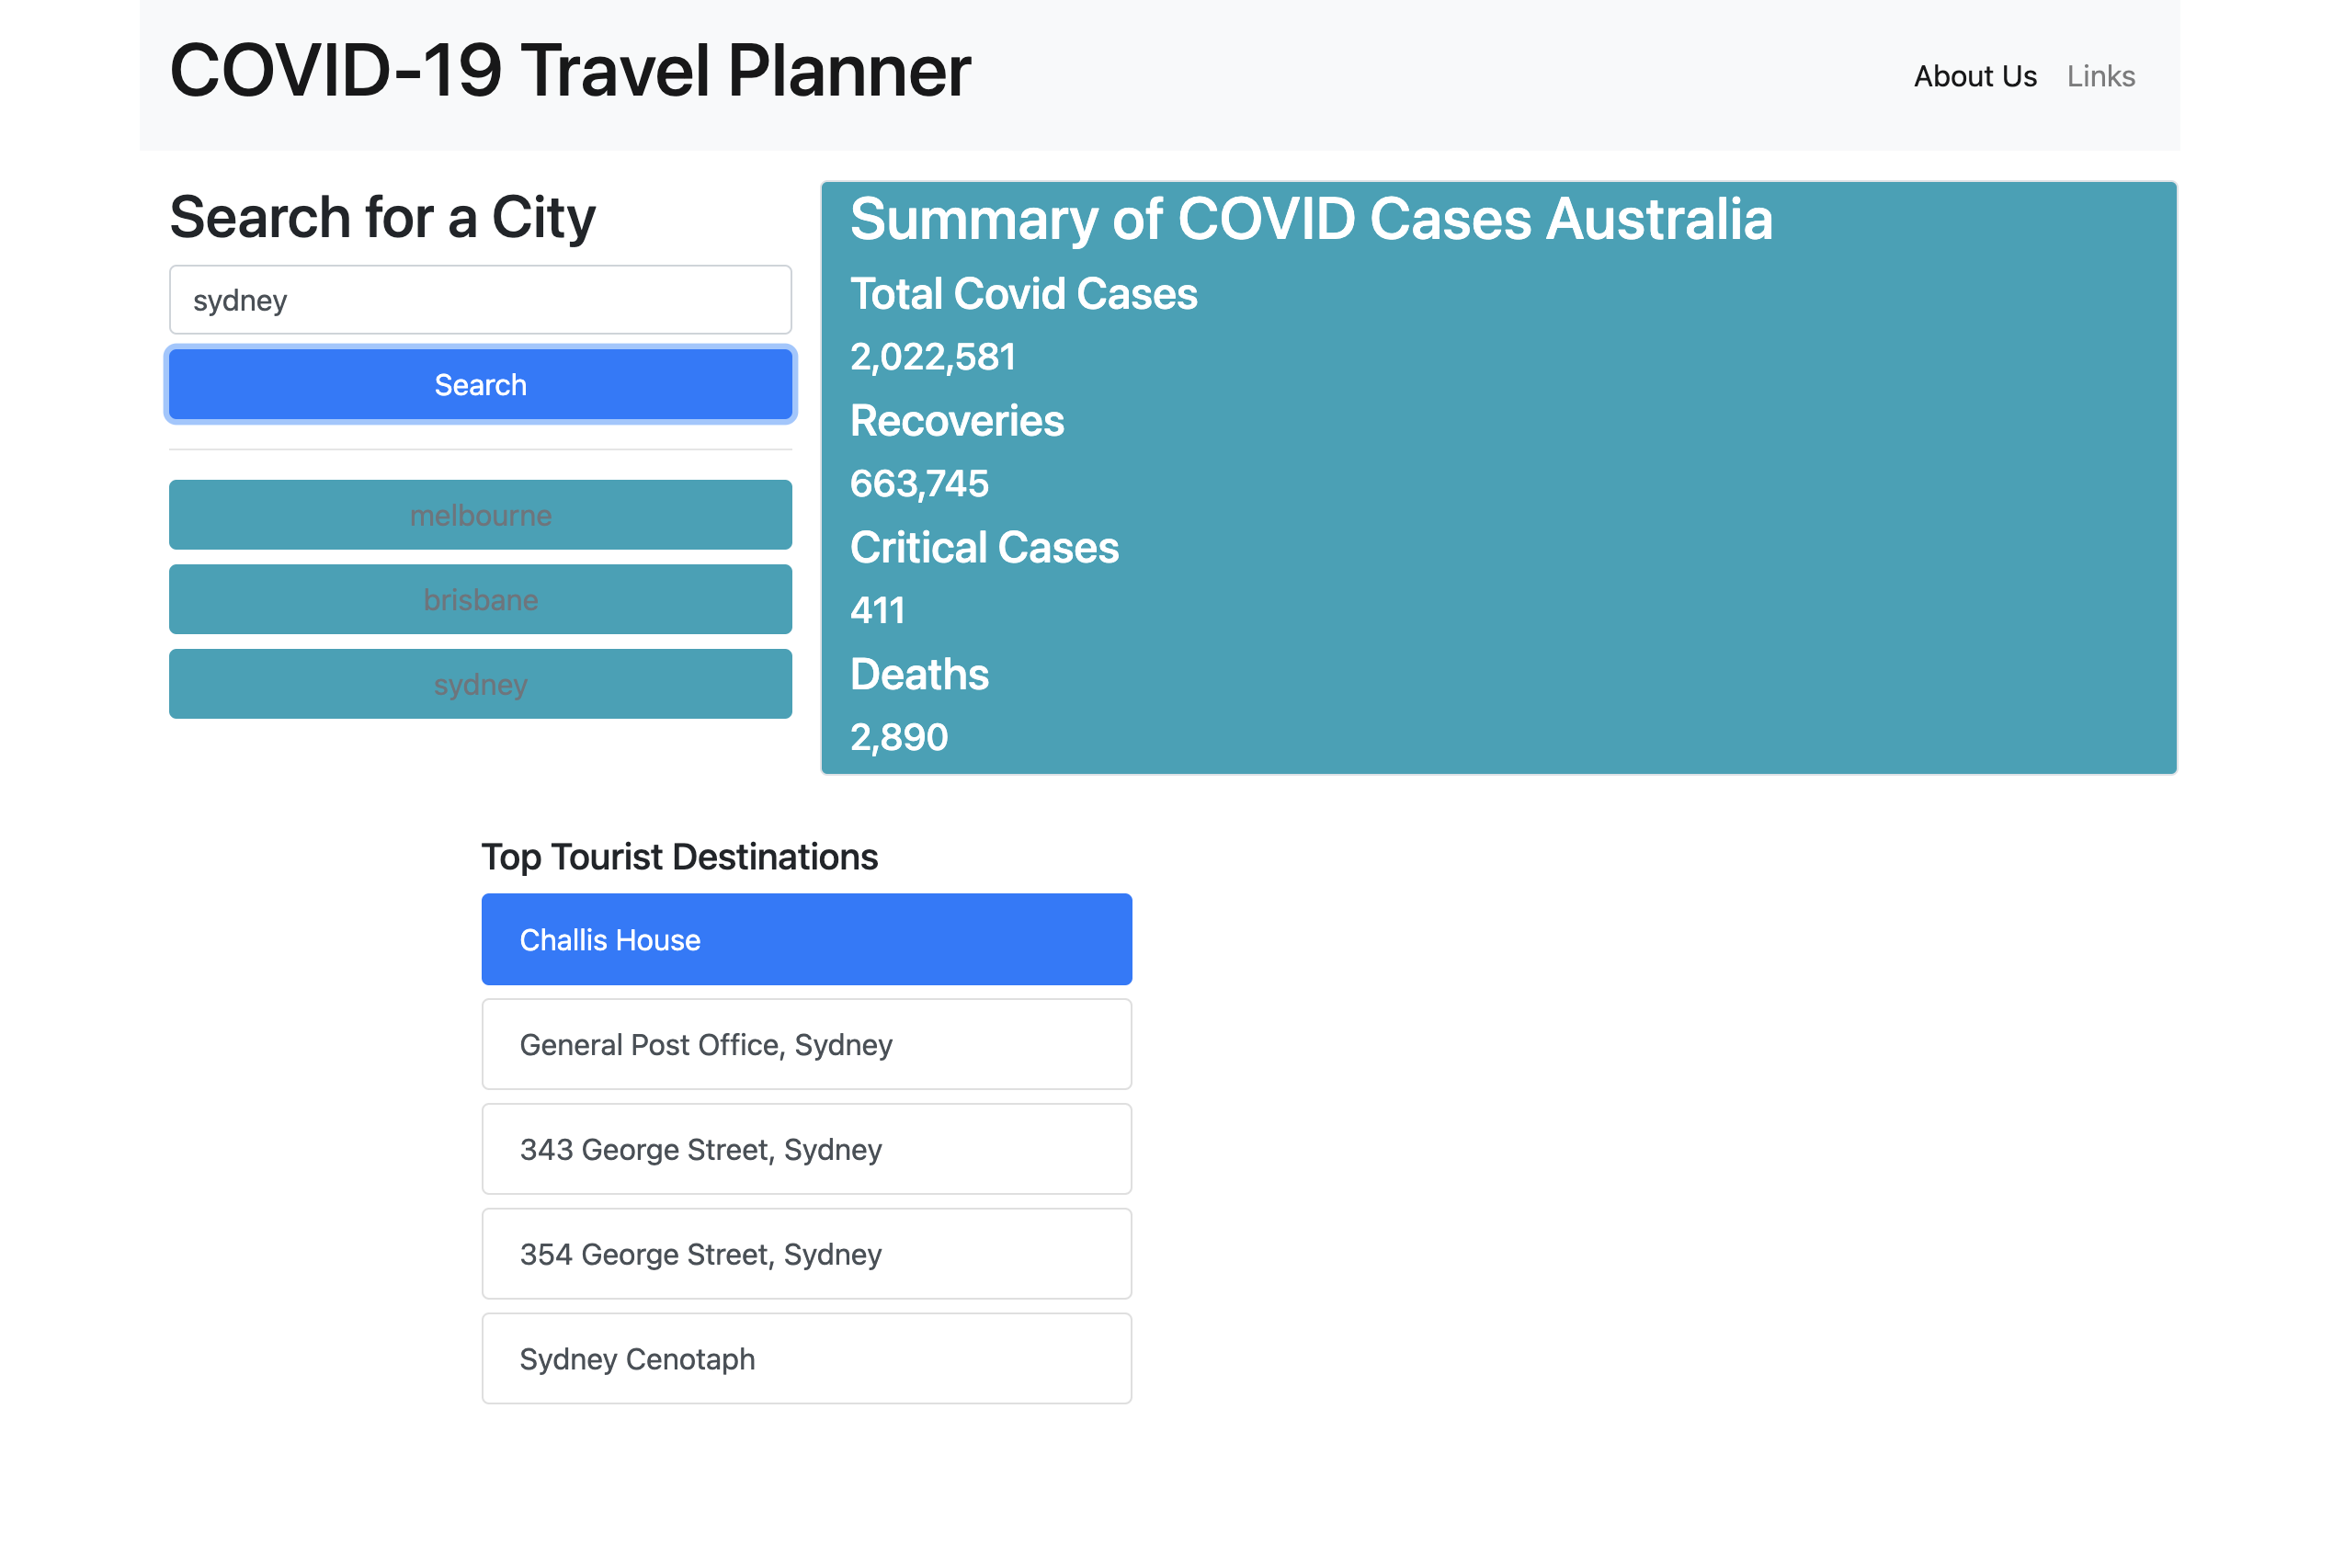 COVID-19 Travel Planner
About Us Links
Search for a City
sydney
Search
melbourne
brisbane
sydney
Summary of COVID Cases Australia
Total Covid Cases
2,022,581
Recoveries
663,745
Critical Cases
411
Deaths
2,890
Top Tourist Destinations
Challis House
General Post Office, Sydney
343 George Street, Sydney
354 George Street, Sydney
Sydney Cenotaph